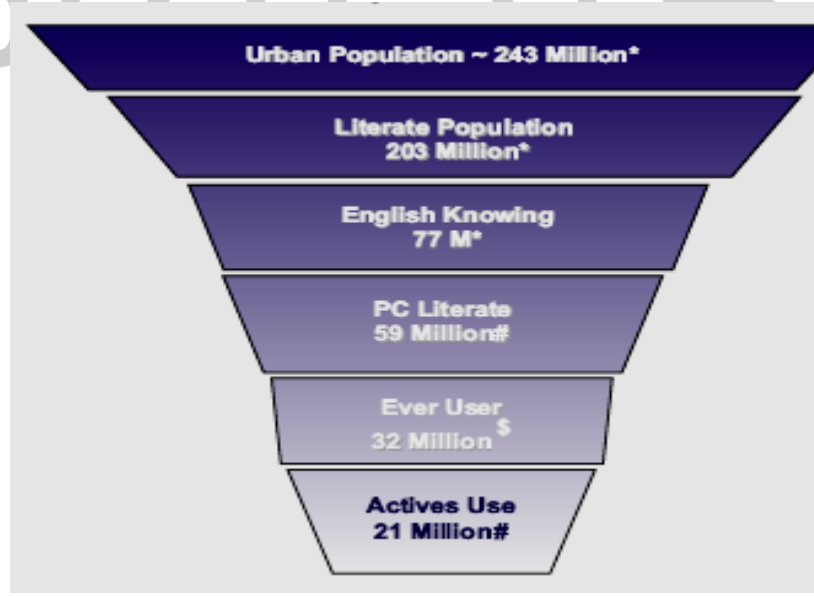 Urban Population ~ 243 Million*
Literate Population
203 Million*
English Knowing
77 M*
PC Literate
59 Million#
Ever User
32 Million $
Actives Use
21 Million#